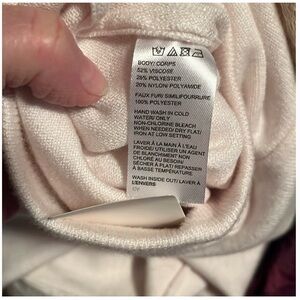 BODY/ CORPS
52% VISCOSE
28% POLYESTER
20% NYLON/ POLYAMIDE
FAUX FUR/ SIMILIFOURRURE
100% POLYESTER
HAND WASH IN COLD
WATER/ ONLY
NON-CHLORINE BLEACH
WHEN NEEDED/ DRY FLAT/
IRON AT LOW SETTING
LAVER À LA MAIN À L'EAU
FROIDE/ UTILISER UN AGENT
DE BLANCHIMENT NON
CHLORÉ AU BESOIN/
SÉCHER À PLAT/ REPASSER
À BASSE TEMPÉRATURE
WASH INSIDE OUT/ LAVER À
L'ENVERS